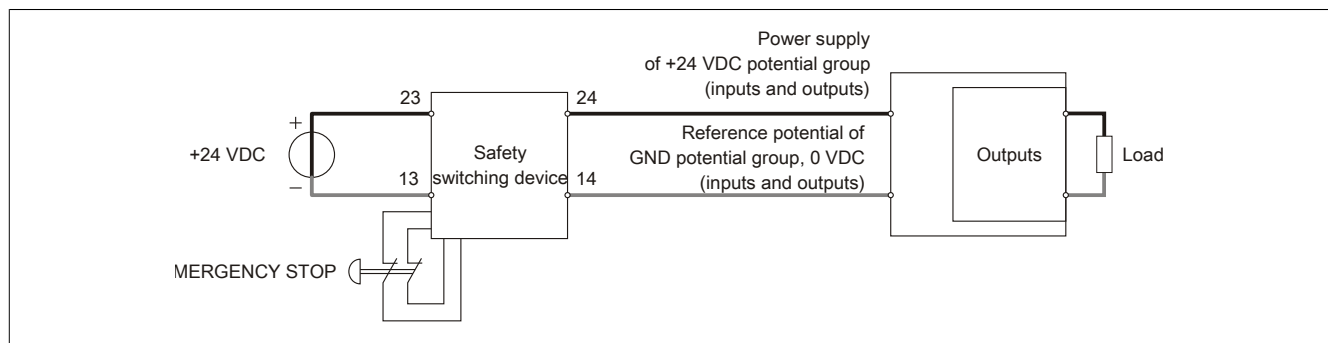 Power supply
of +24 VDC potential group
(inputs and outputs)
23
24
+
+24 VDC
−
Safety
switching device
Reference potential of
GND potential group, 0 VDC
(inputs and outputs)
Outputs
Load
13
14
MERGENCY STOP